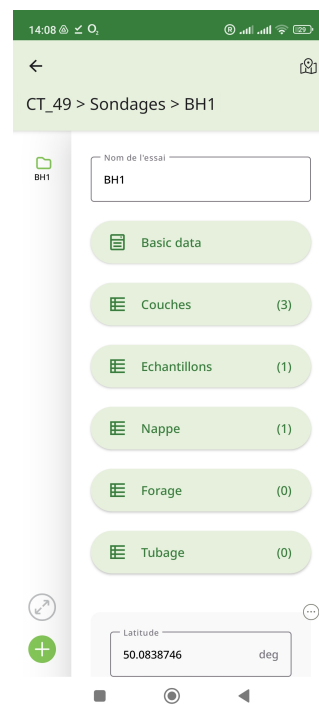 14:08
CT_49 > Sondages > BH1
BH1
Nom de l'essai
BH1
Basic data
Couches (3)
Echantillons (1)
Nappe (1)
Forage (0)
Tubage (0)
Latitude
50.0838746 deg